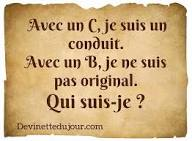 Avec un C, je suis un
conduit.
Avec un B, je ne suis
pas original.
Qui suis-je ?
Devinettedujour.com